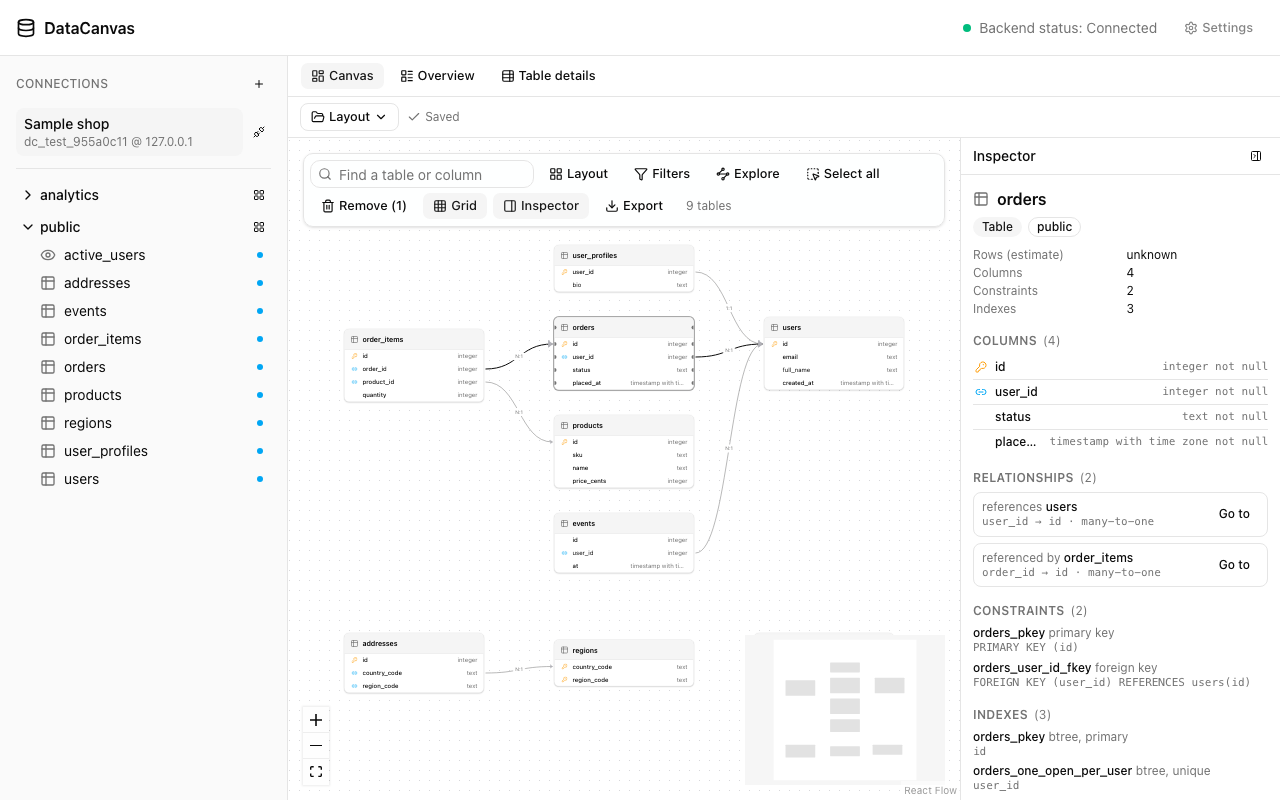 DataCanvas
Backend status: Connected
Settings
CONNECTIONS
Sample shop
dc_test_955a0c11 @ 127.0.0.1
analytics
public
active_users
addresses
events
order_items
orders
products
regions
user_profiles
users
Canvas
Overview
Table details
Layout
Saved
Find a table or column
Layout
Filters
Explore
Select all
Remove (1)
Grid
Inspector
Export
9 tables
user_profiles
user_id integer
bio text
order_items
id integer
order_id integer
product_id integer
quantity integer
orders
id integer
user_id integer
status text
placed_at timestamp with ti...
users
id integer
email text
full_name text
created_at timestamp with ti...
products
id integer
sku text
name text
price_cents integer
events
id integer
user_id integer
at timestamp with ti...
addresses
id integer
country_code text
region_code text
regions
country_code text
region_code text
React Flow
Inspector
orders
Table
public
Rows (estimate) unknown
Columns 4
Constraints 2
Indexes 3
COLUMNS (4)
id integer not null
user_id integer not null
status text not null
place... timestamp with time zone not null
RELATIONSHIPS (2)
references users
user_id → id · many-to-one
Go to
referenced by order_items
order_id → id · many-to-one
Go to
CONSTRAINTS (2)
orders_pkey primary key
PRIMARY KEY (id)
orders_user_id_fkey foreign key
FOREIGN KEY (user_id) REFERENCES users(id)
INDEXES (3)
orders_pkey btree, primary
id
orders_one_open_per_user btree, unique
user_id